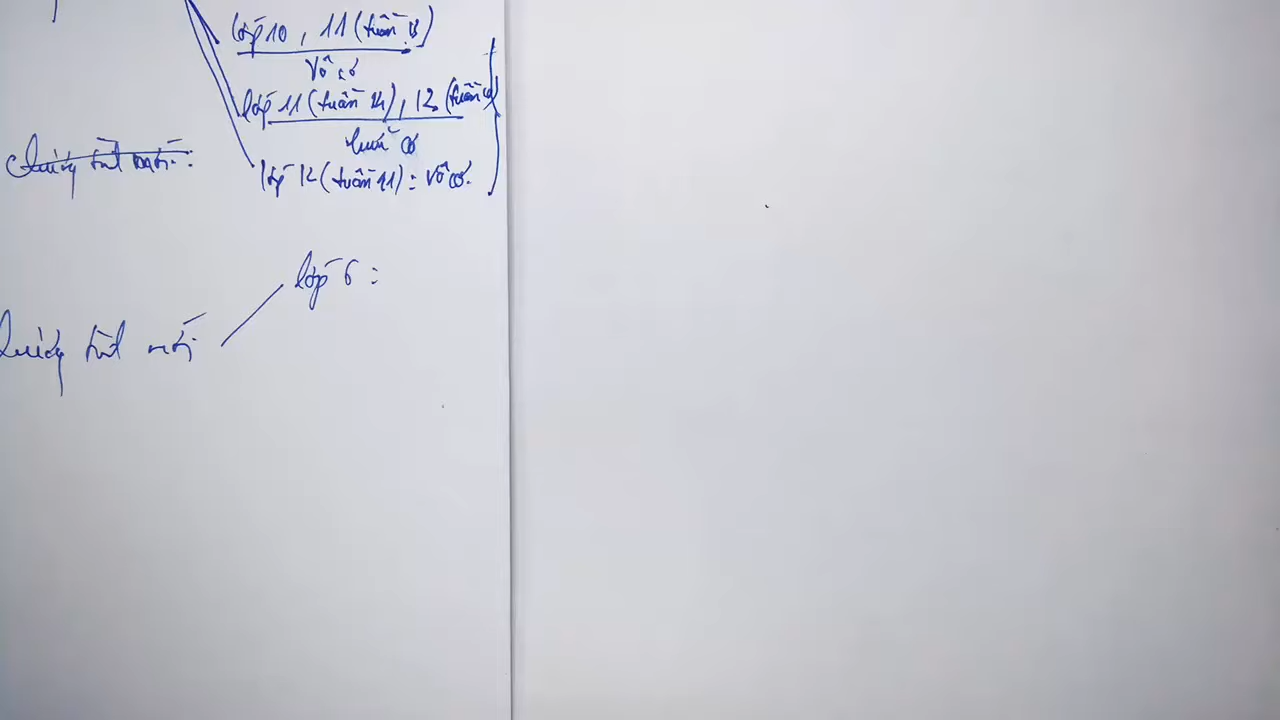 lớp 10, 11 (tuần 13)
Vô cơ
lớp 11 (tuần 14), 12 (tuần
hữu cơ
lớp 12 (tuần 11): vô cơ.
chương trình mới:
lớp 6:
chương trình mới